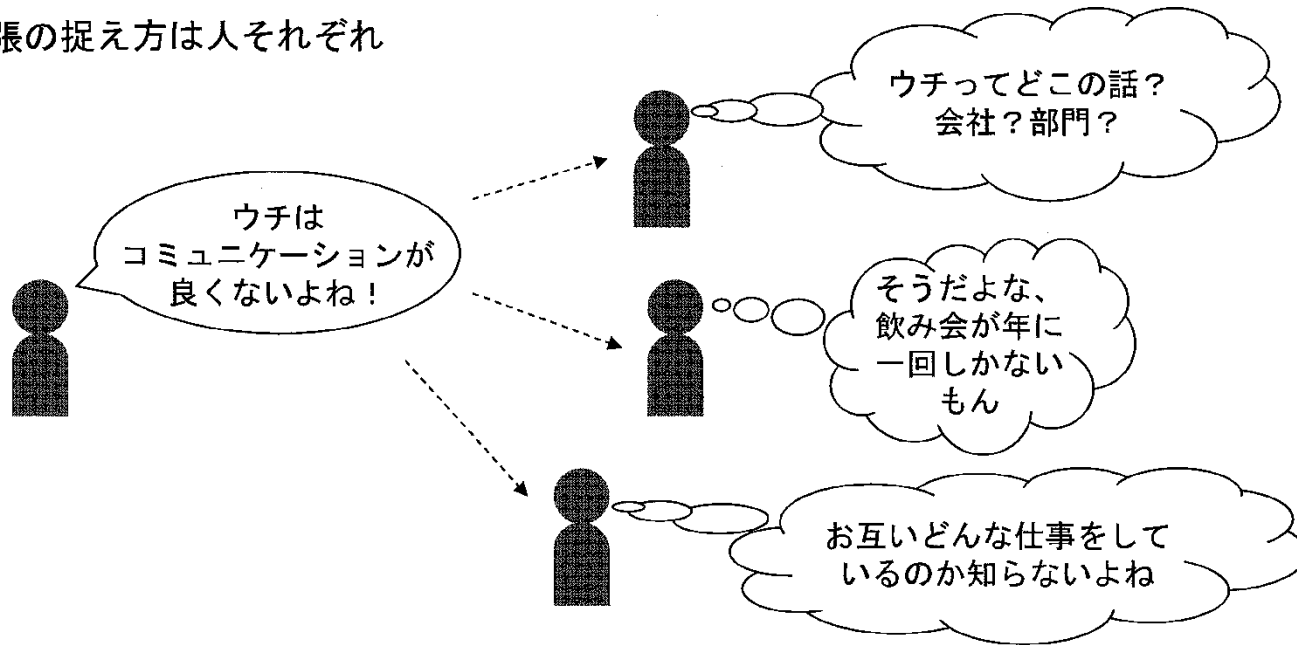 張の捉え方は人それぞれ
ウチってどこの話？
会社？部門？
ウチは
コミュニケーションが
良くないよね！
そうだよな、
飲み会が年に
一回しかない
もん
お互いどんな仕事をして
いるのか知らないよね